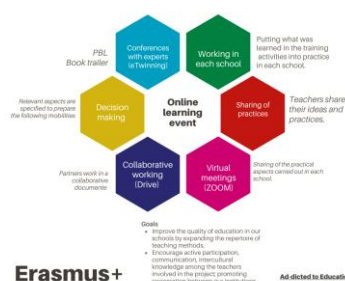 PBL
Book trailer
Conferences
with experts
(eTwinning)
Working in
each school
Putting what was
learned in the training
activities into practice
in each school.
Relevant aspects are
specified to prepare
the following mobilities
Decision
making
Online
learning
event
Sharing of
practices
Teachers share
their ideas and
practices.
Partners work in a
collaborative
documente
Collaborative
working
(Drive)
Virtual
meetings
(ZOOM)
Sharing of the practical
aspects carried out in each
school.
Goals
Improve the quality of education in our
schools by expanding the repertoire of
teaching methods.
Encourage active participation,
communication, intercultural
knowledge among the teachers
involved in the project, promoting
Erasmus+
Ad-dicted to Education